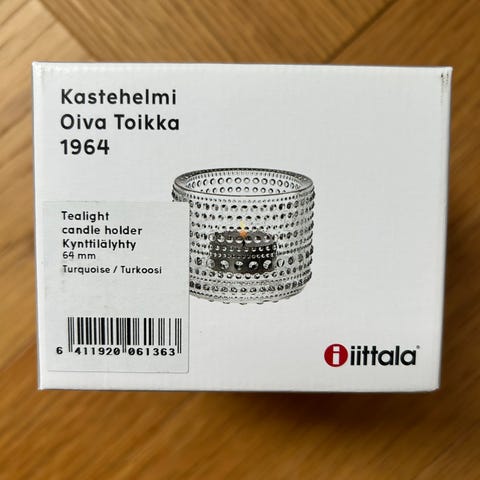 Kastehelmi
Oiva Toikka
1964
Tealight
candle holder
Kynttilälyhty
64 mm
Turquoise / Turkoosi
6 411920 061363
iittala